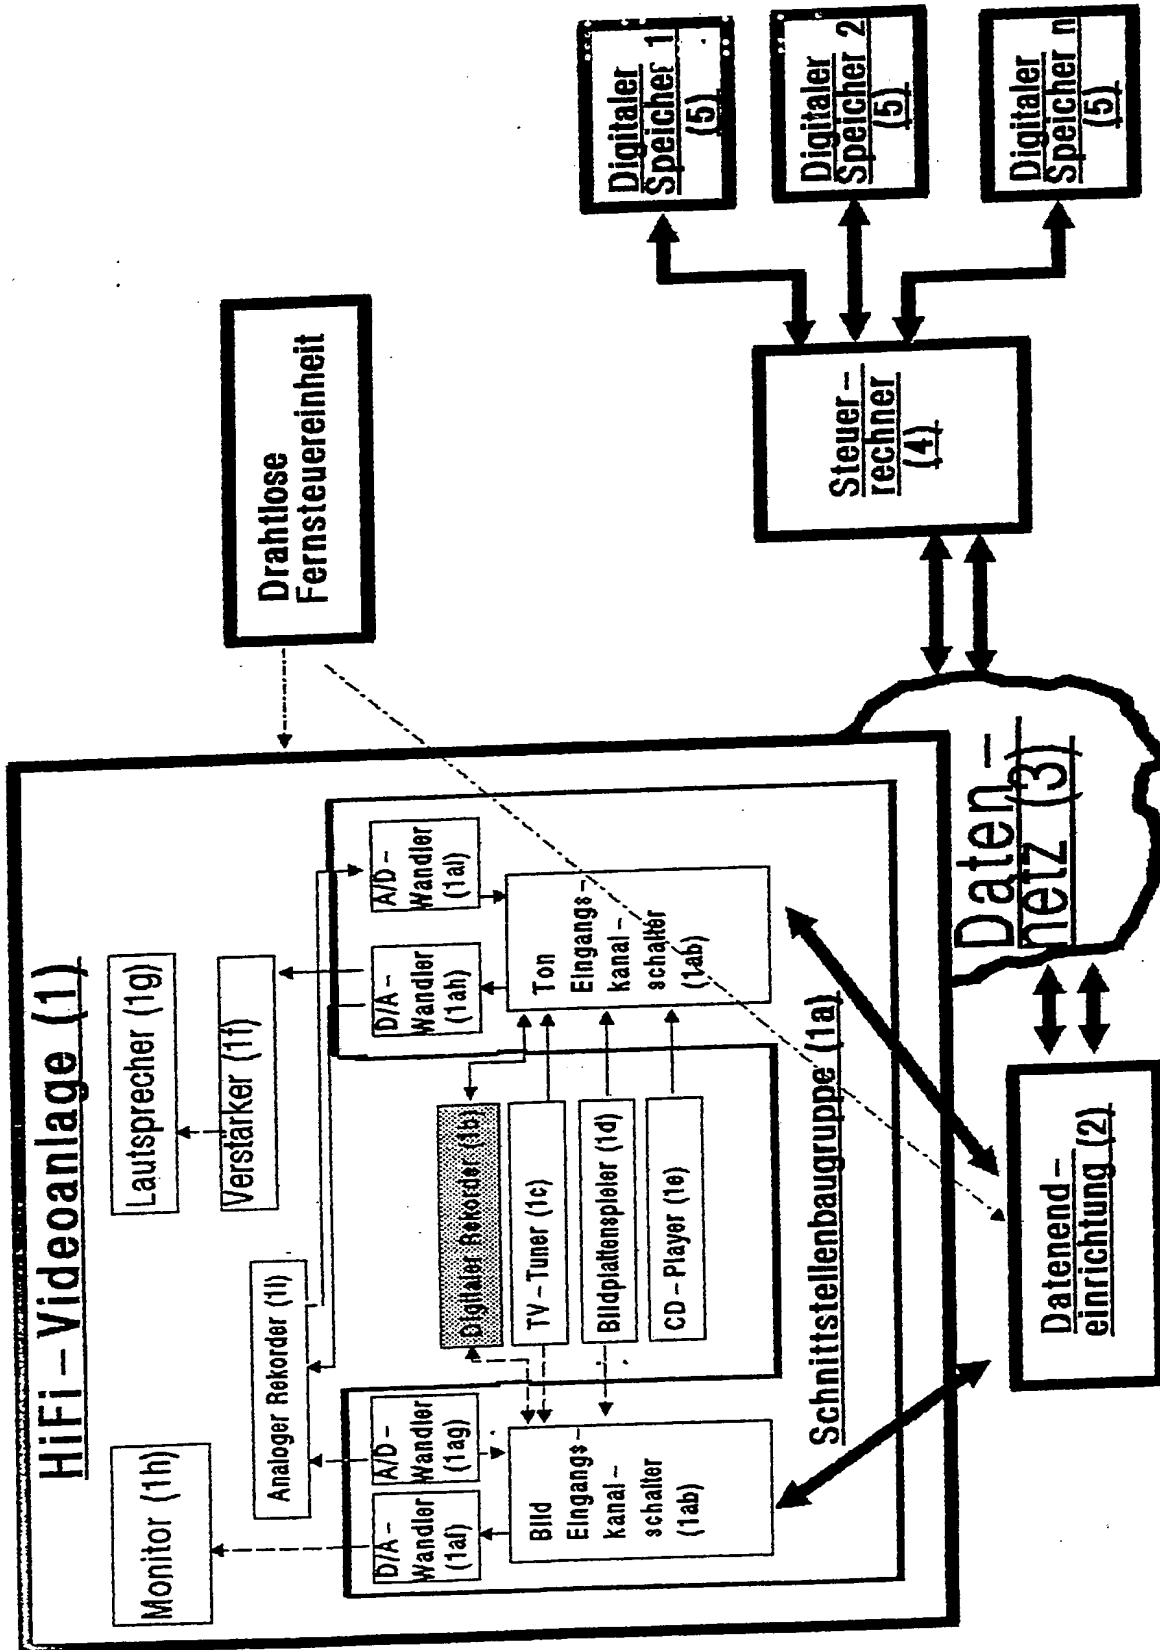 HiFi – Videoanlage (1)
Monitor (1h)
Analoger Rekorder (1i)
Lautsprecher (1g)
Verstärker (1f)
D/A –
Wandler
(1af)
A/D –
Wandler
(1ag)
D/A –
Wandler
(1ah)
A/D –
Wandler
(1ai)
Bild
Eingangs –
kanal –
schalter
(1ab)
Digitaler Rekorder (1b)
TV – Tuner (1c)
Bildplattenspieler (1d)
CD – Player (1e)
Ton
Eingangs –
kanal –
schalter
(1ab)
Schnittstellenbaugruppe (1a)
Drahtlose
Fernsteuereinheit
Datenend –
einrichtung (2)
Daten –
netz (3)
Steuer –
rechner
(4)
Digitaler
Speicher 1
(5)
Digitaler
Speicher 2
(5)
Digitaler
Speicher n
(5)